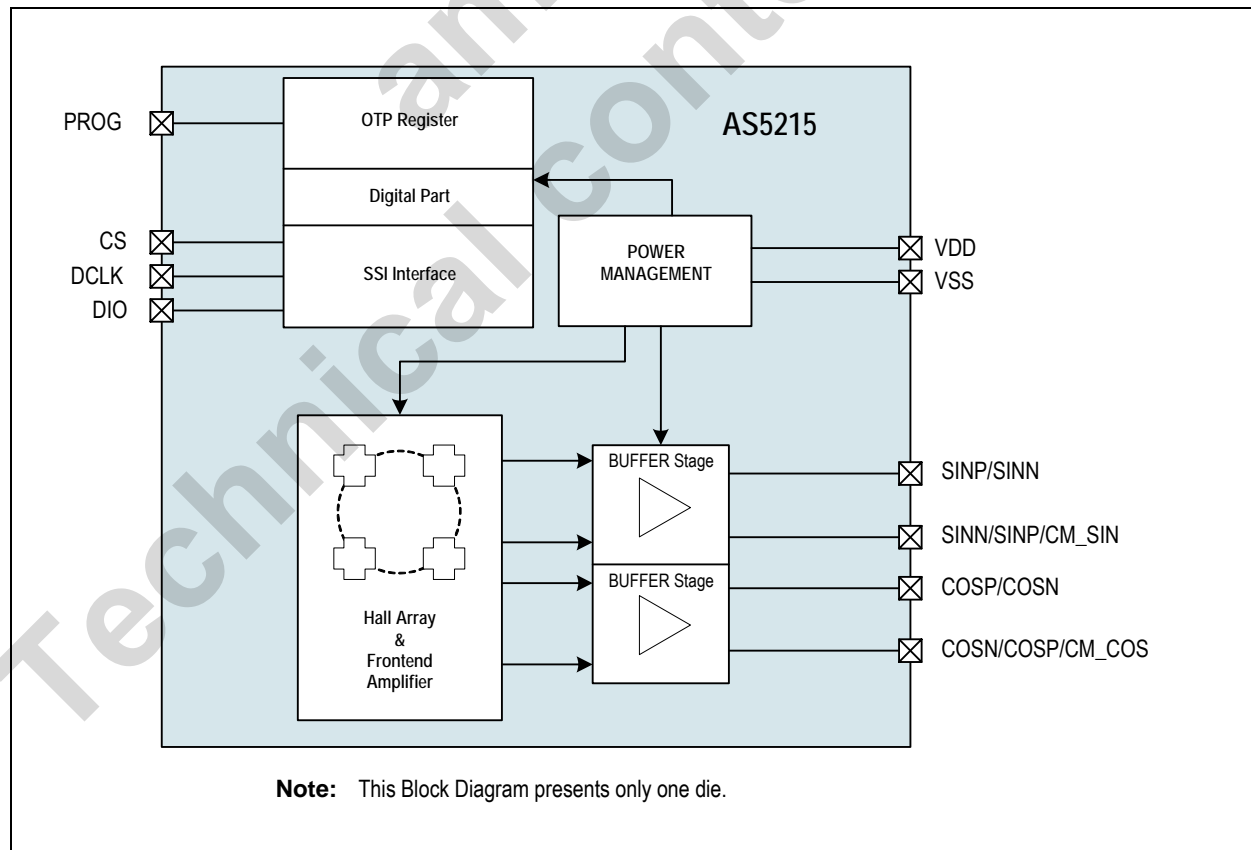 AS5215
PROG
OTP Register
Digital Part
CS
DCLK
DIO
SSI Interface
POWER
MANAGEMENT
VDD
VSS
BUFFER Stage
SINP/SINN
SINN/SINP/CM_SIN
BUFFER Stage
COSP/COSN
COSN/COSP/CM_COS
Hall Array
&
Frontend
Amplifier
Note: This Block Diagram presents only one die.
Technical